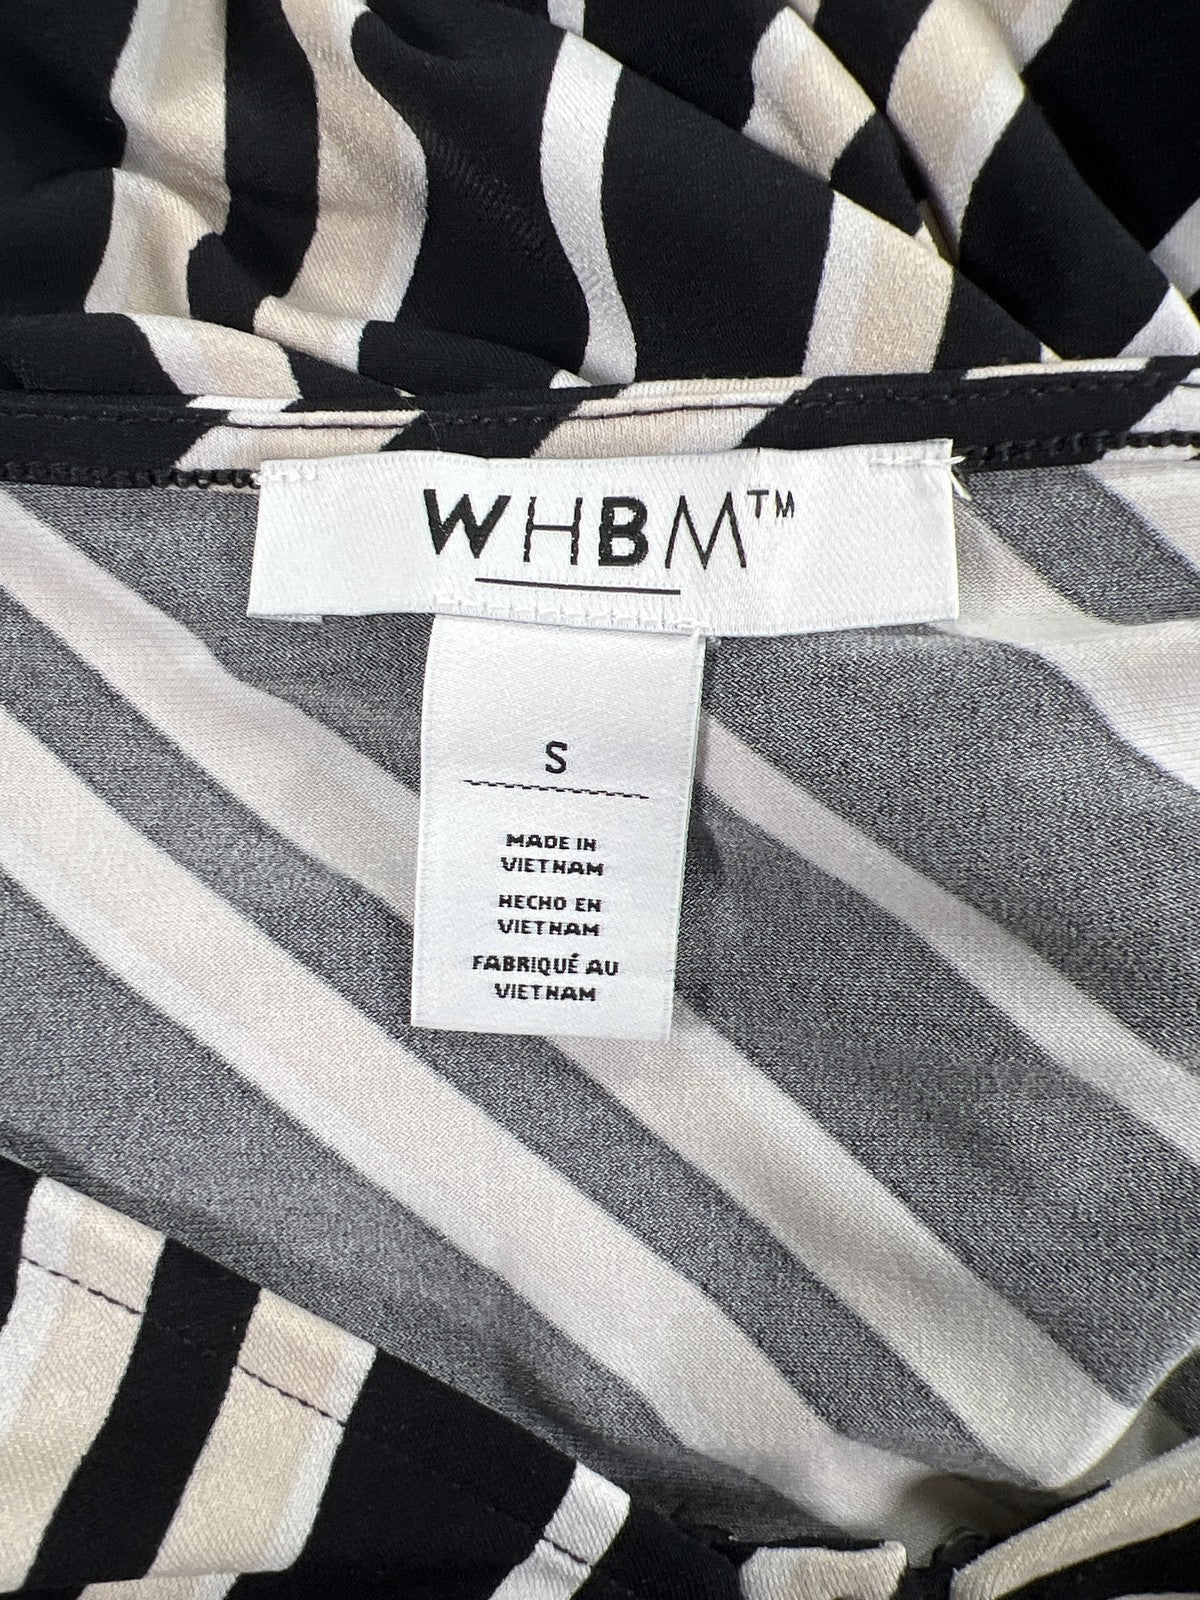 WHBM™
S
MADE IN
VIETNAM
HECHO EN
VIETNAM
FABRIQUÉ AU
VIETNAM